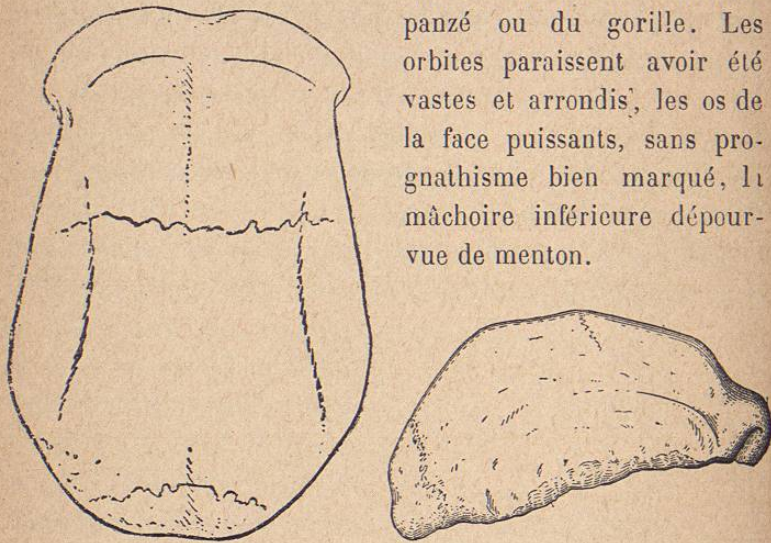 panzé ou du gorille. Les
orbites paraissent avoir été
vastes et arrondis, les os de
la face puissants, sans pro-
gnathisme bien marqué, la
mâchoire inférieure dépour-
vue de menton.